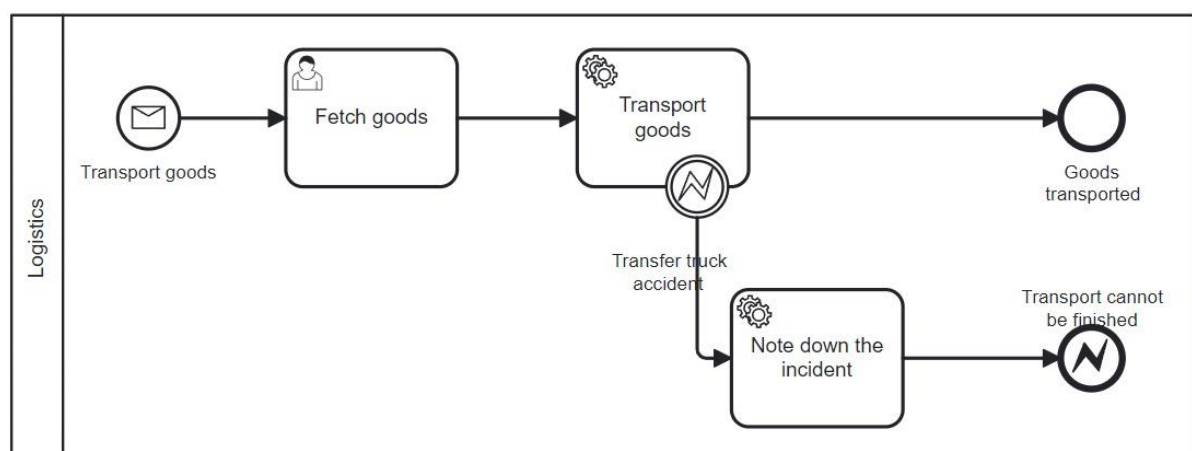 Logistics
Transport goods
Fetch goods
Transport
goods
Goods
transported
Transfer truck
accident
Note down the
incident
Transport cannot
be finished